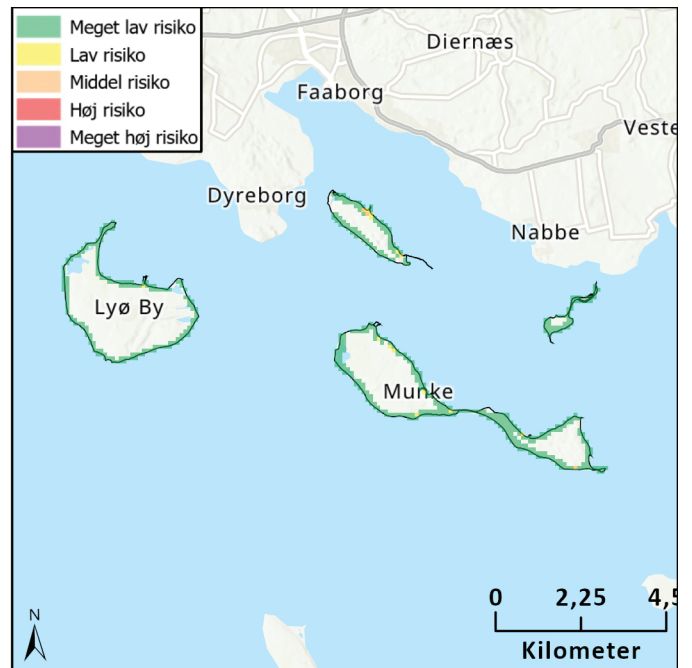 Meget lav risiko
Lav risiko
Middel risiko
Høj risiko
Meget høj risiko
Diernæs
Faaborg
Veste
Dyreborg
Nabbe
Lyø By
Munke
N
0 2,25 4,5
Kilometer